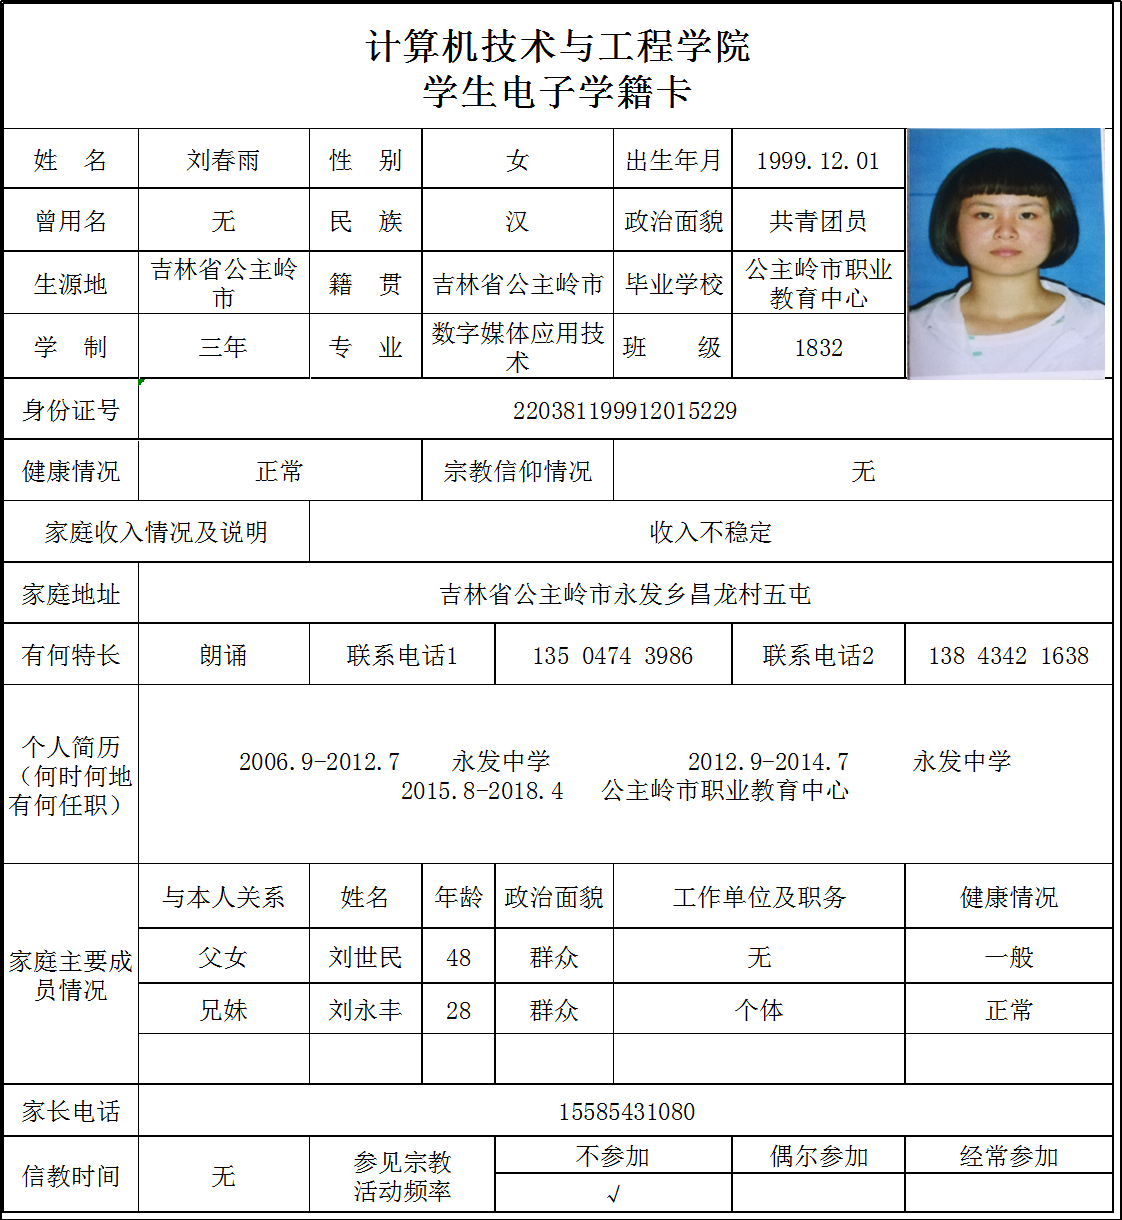 计算机技术与工程学院
学生电子学籍卡
姓 名 刘春雨 性 别 女 出生年月 1999.12.01
曾用名 无 民 族 汉 政治面貌 共青团员
生源地 吉林省公主岭市 籍 贯 吉林省公主岭市 毕业学校 公主岭市职业教育中心
学 制 三年 专 业 数字媒体应用技术 班 级 1832
身份证号 220381199912015229
健康情况 正常 宗教信仰情况 无
家庭收入情况及说明 收入不稳定
家庭地址 吉林省公主岭市永发乡昌龙村五屯
有何特长 朗诵 联系电话1 135 0474 3986 联系电话2 138 4342 1638
个人简历
（何时何地
有何任职）
2006.9-2012.7 永发中学 2012.9-2014.7 永发中学
2015.8-2018.4 公主岭市职业教育中心
家庭主要成员情况
与本人关系 姓名 年龄 政治面貌 工作单位及职务 健康情况
父女 刘世民 48 群众 无 一般
兄妹 刘永丰 28 群众 个体 正常
家长电话 15585431080
信教时间 无 参见宗教活动频率 不参加 偶尔参加 经常参加
√